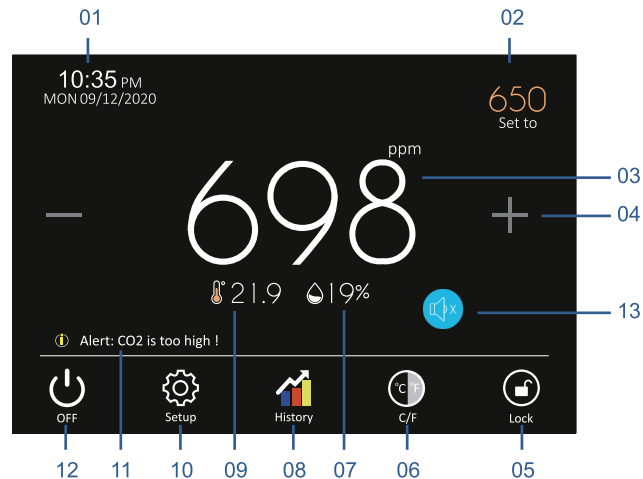 01 02
10:35 PM
MON 09/12/2020
650
Set to
ppm
698
03
04
21.9 19%
13
Alert: CO2 is too high !
°C °F
OFF Setup History C/F Lock
12 11 10 09 08 07 06 05